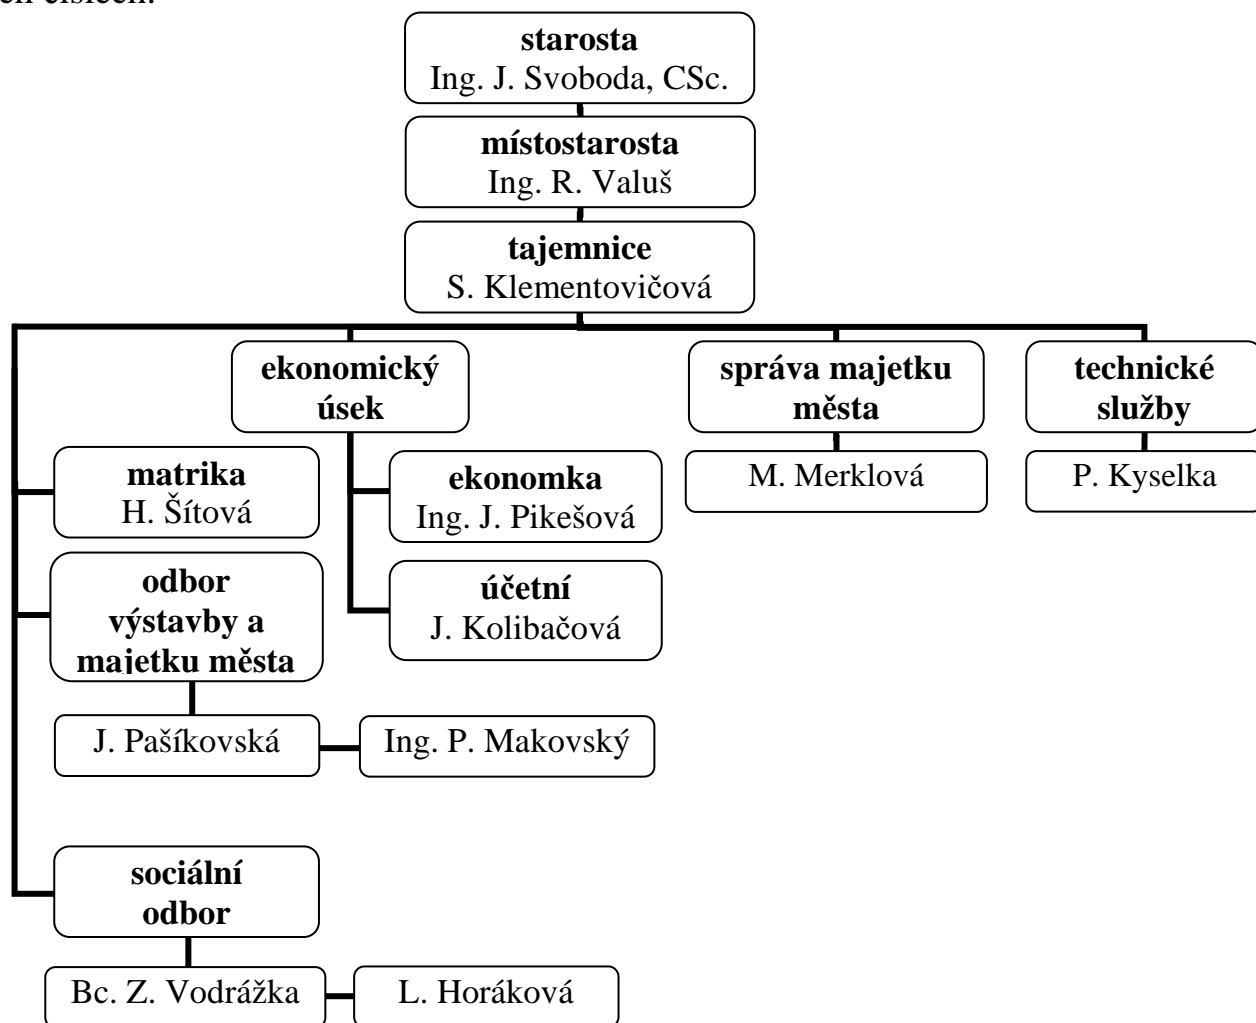 starosta
Ing. J. Svoboda, CSc.
místostarosta
Ing. R. Valuš
tajemnice
S. Klementovičová
ekonomický
úsek
správa majetku
města
technické
služby
matrika
H. Šítová
ekonomka
Ing. J. Pikešová
M. Merklová
P. Kyselka
odbor
výstavby a
majetku města
účetní
J. Kolibačová
J. Pašíkovská
Ing. P. Makovský
sociální
odbor
Bc. Z. Vodrážka
L. Horáková